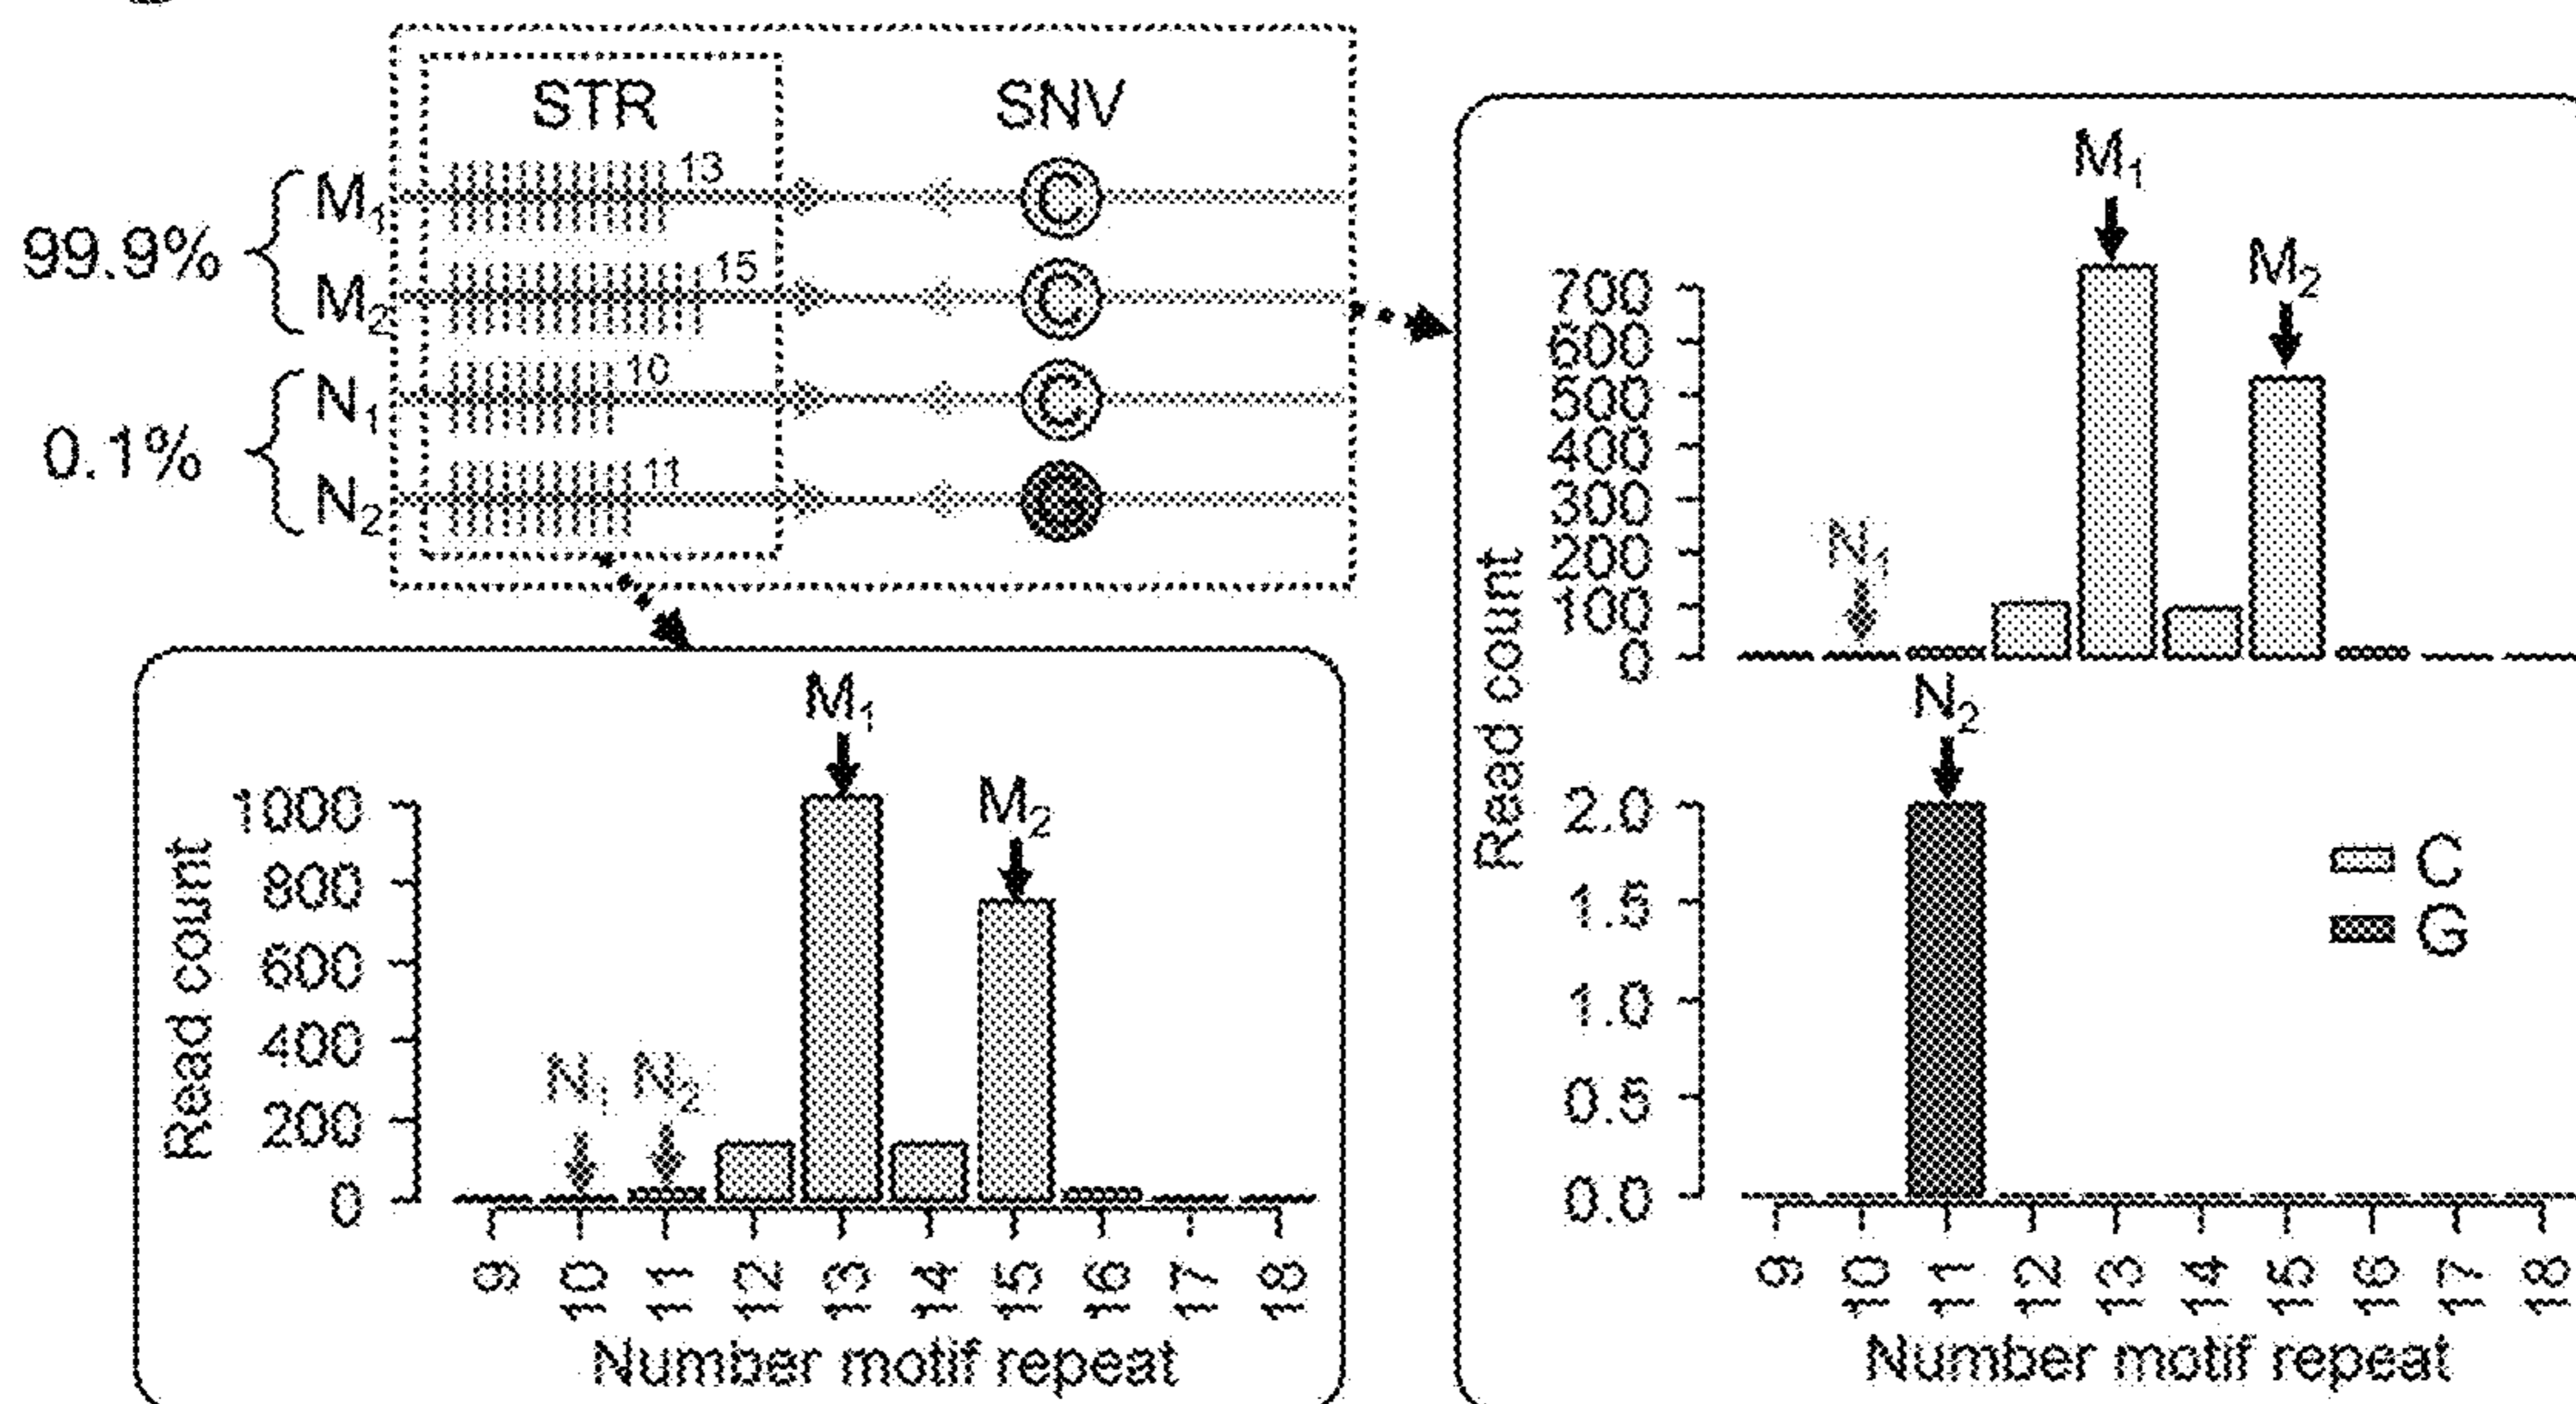 STR SNV
99.9%
M1 13 C
M2 15 C
0.1%
N1 10 C
N2 11 G
M1
M2
N1
Read count
700
600
500
400
300
200
100
0
N2
2.0
1.5
1.0
0.5
0.0
C
G
9 10 11 12 13 14 15 16 17 18
Number motif repeat
M1
M2
N1 N2
Read count
1000
800
600
400
200
0
9 10 11 12 13 14 15 16 17 18
Number motif repeat